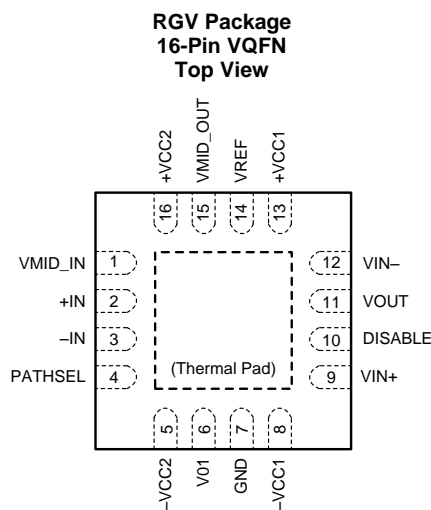 RGV Package
16-Pin VQFN
Top View
+VCC2
VMID_OUT
VREF
+VCC1
16
15
14
13
VMID_IN 1
+IN 2
–IN 3
PATHSEL 4
12 VIN–
11 VOUT
10 DISABLE
9 VIN+
(Thermal Pad)
5
6
7
8
–VCC2
V01
GND
–VCC1